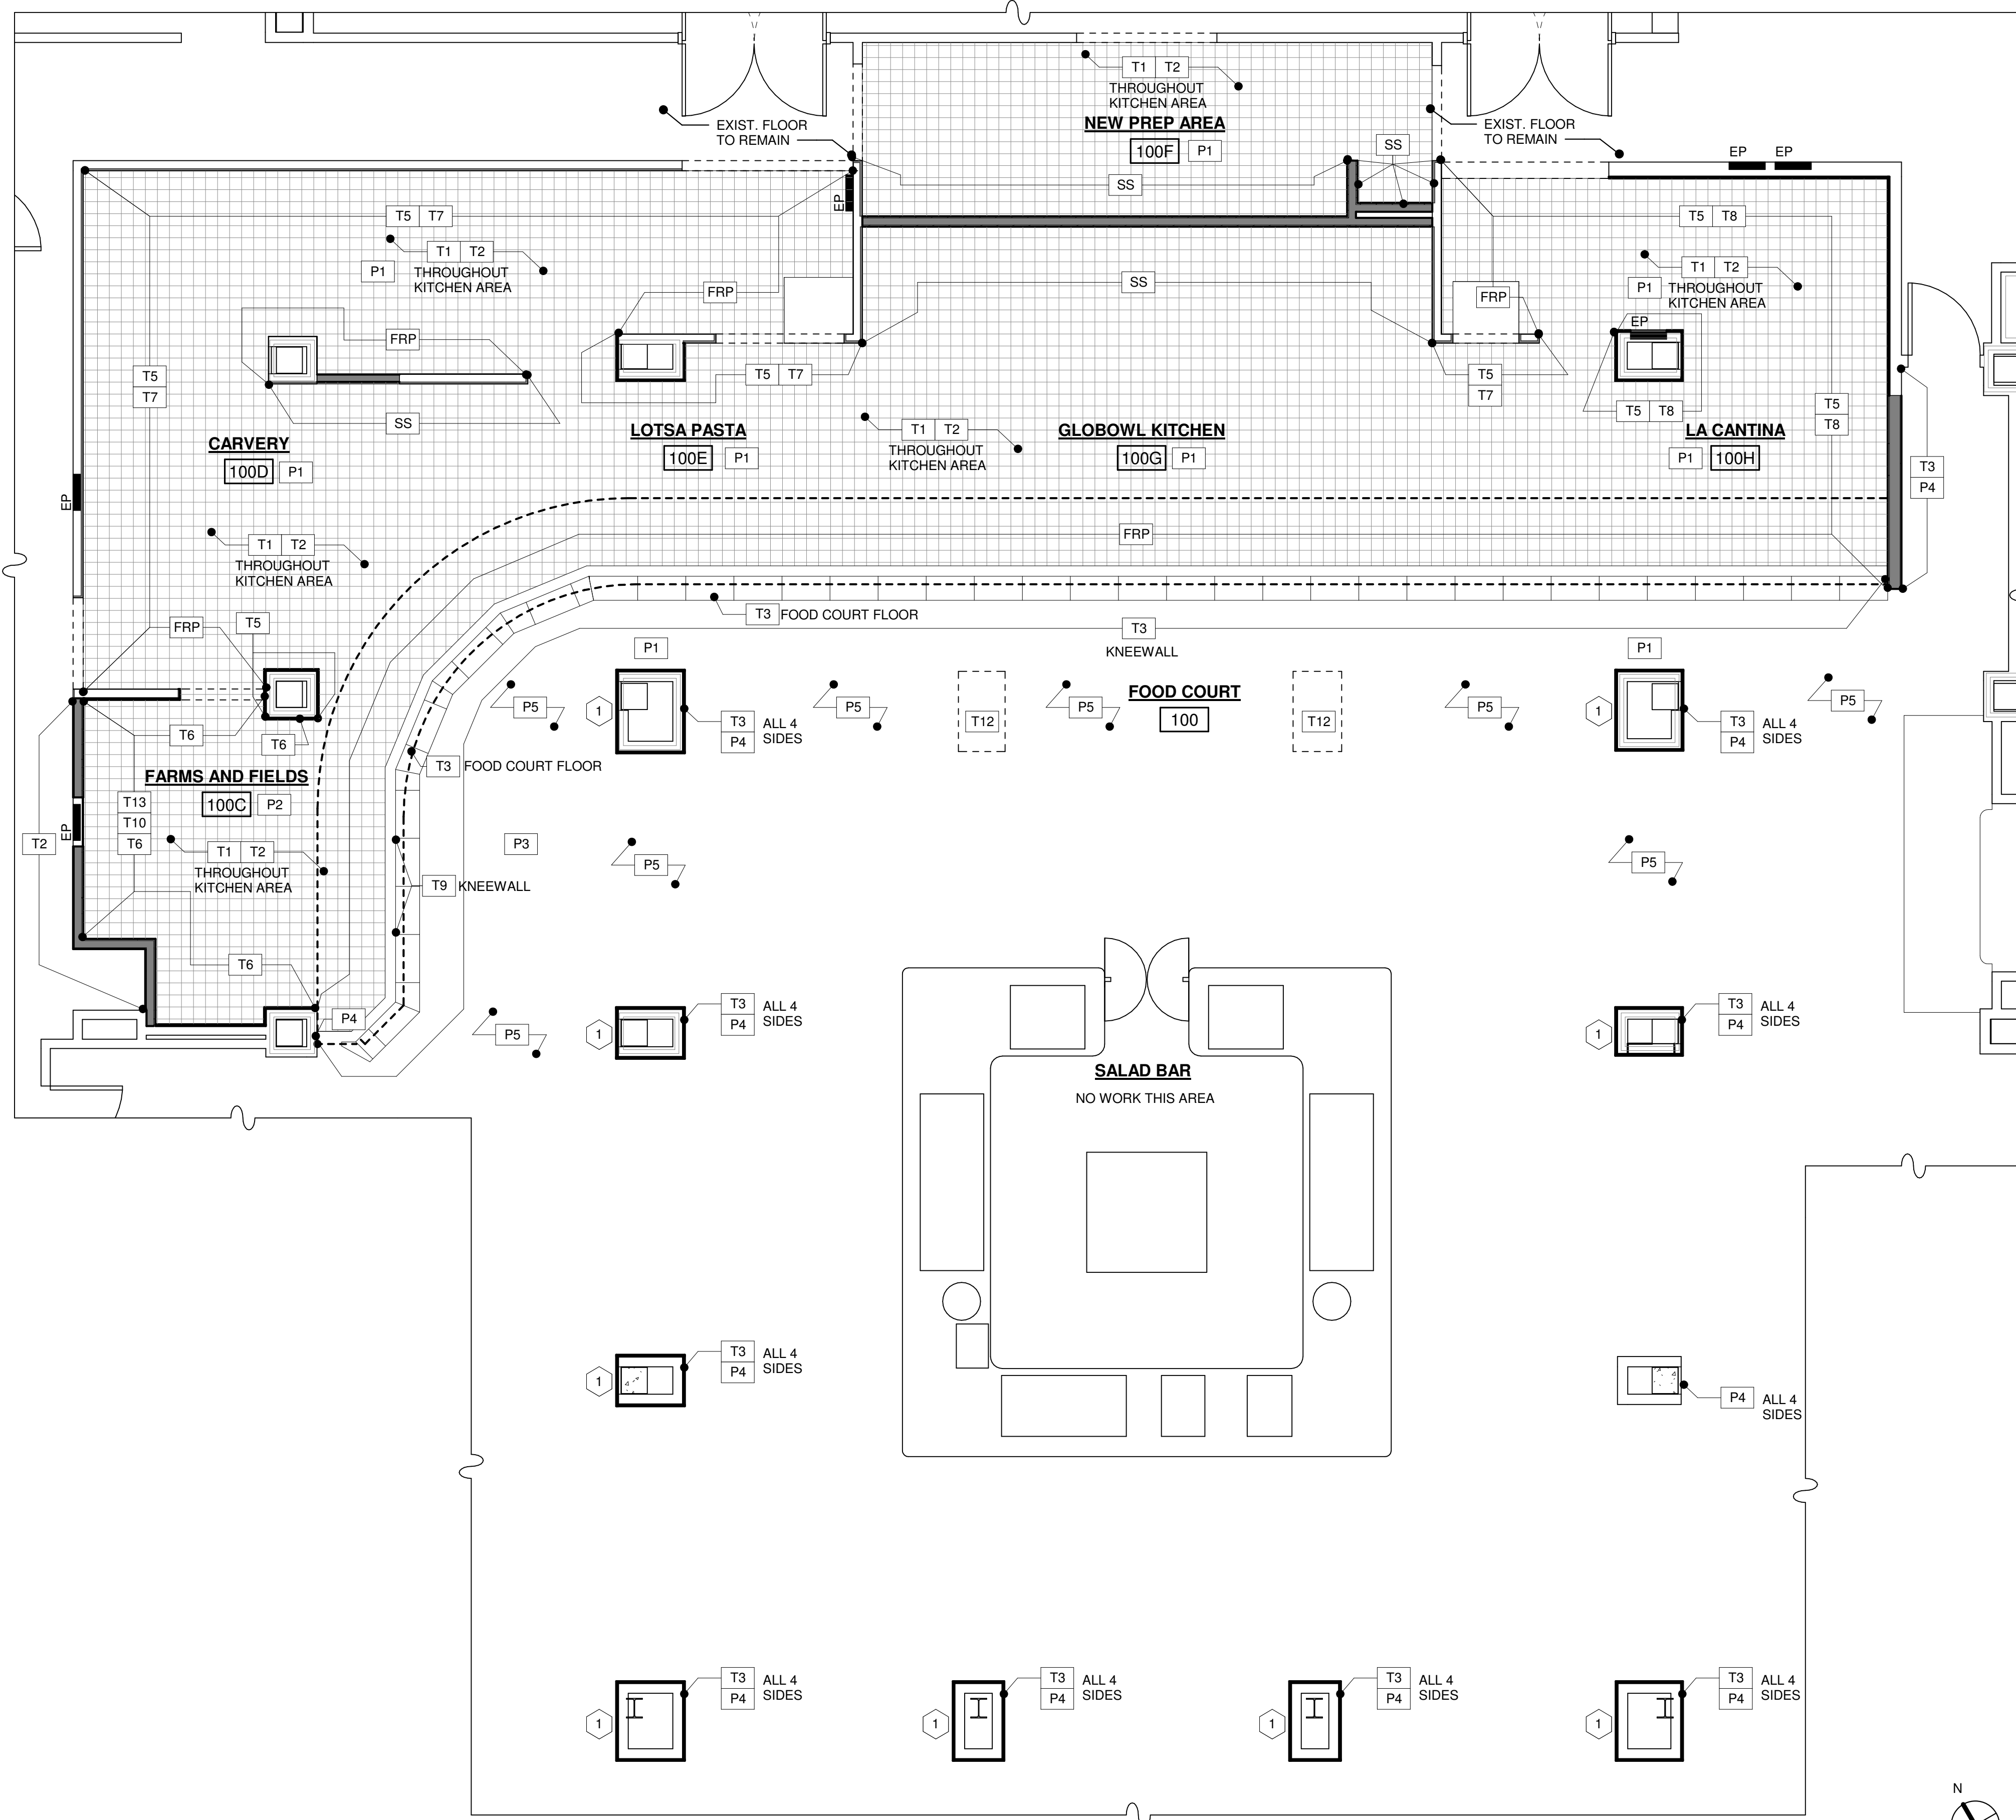 T1 T2
THROUGHOUT
KITCHEN AREA
NEW PREP AREA
100F P1
EXIST. FLOOR
TO REMAIN
EXIST. FLOOR
TO REMAIN
SS
SS
EP EP
EP
T5 T7
T1 T2
P1
THROUGHOUT
KITCHEN AREA
T5 T8
T1 T2
P1
THROUGHOUT
KITCHEN AREA
FRP
SS
FRP
EP
FRP
T5
T7
T5 T7
T5
T7
T5 T8
T5
T8
SS
CARVERY
100D P1
LOTSA PASTA
100E P1
T1 T2
THROUGHOUT
KITCHEN AREA
GLOBOWL KITCHEN
100G P1
LA CANTINA
P1 100H
T3
P4
EP
T1 T2
THROUGHOUT
KITCHEN AREA
FRP
FRP
T5
T3 FOOD COURT FLOOR
T3
KNEEWALL
P1
P1
T6
T6
P5
1
T3
P4
ALL 4
SIDES
P5
T12
P5
FOOD COURT
100
T12
P5
1
T3
P4
ALL 4
SIDES
P5
T3 FOOD COURT FLOOR
FARMS AND FIELDS
100C P2
T13
T10
T6
T2
EP
T1 T2
THROUGHOUT
KITCHEN AREA
P3
P5
P5
T9 KNEEWALL
T6
P4
P5
1
T3
P4
ALL 4
SIDES
1
T3
P4
ALL 4
SIDES
SALAD BAR
NO WORK THIS AREA
1
T3
P4
ALL 4
SIDES
P4
ALL 4
SIDES
1
T3
P4
ALL 4
SIDES
1
T3
P4
ALL 4
SIDES
1
T3
P4
ALL 4
SIDES
1
T3
P4
ALL 4
SIDES
N